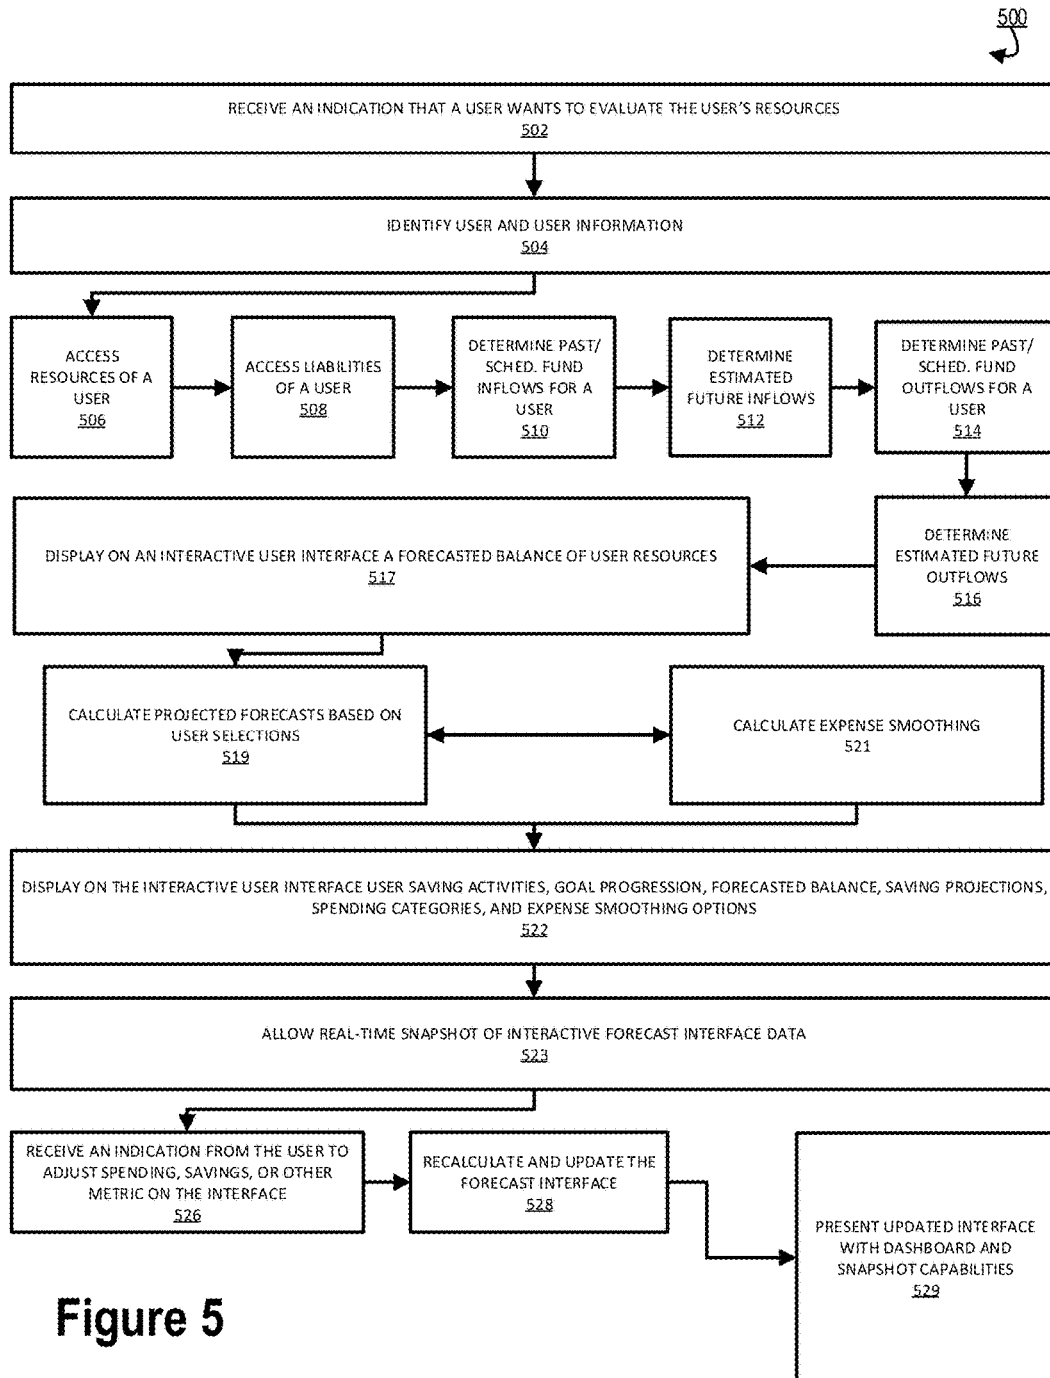 500
RECEIVE AN INDICATION THAT A USER WANTS TO EVALUATE THE USER'S RESOURCES
502
IDENTIFY USER AND USER INFORMATION
504
ACCESS
RESOURCES OF A
USER
506
ACCESS LIABILITIES
OF A USER
508
DETERMINE PAST/
SCHED. FUND
INFLOWS FOR A
USER
510
DETERMINE
ESTIMATED
FUTURE INFLOWS
512
DETERMINE PAST/
SCHED. FUND
OUTFLOWS FOR A
USER
514
DISPLAY ON AN INTERACTIVE USER INTERFACE A FORECASTED BALANCE OF USER RESOURCES
517
DETERMINE
ESTIMATED FUTURE
OUTFLOWS
516
CALCULATE PROJECTED FORECASTS BASED ON
USER SELECTIONS
519
CALCULATE EXPENSE SMOOTHING
521
DISPLAY ON THE INTERACTIVE USER INTERFACE USER SAVING ACTIVITIES, GOAL PROGRESSION, FORECASTED BALANCE, SAVING PROJECTIONS,
SPENDING CATEGORIES, AND EXPENSE SMOOTHING OPTIONS
522
ALLOW REAL-TIME SNAPSHOT OF INTERACTIVE FORECAST INTERFACE DATA
523
RECEIVE AN INDICATION FROM THE USER TO
ADJUST SPENDING, SAVINGS, OR OTHER
METRIC ON THE INTERFACE
526
RECALCULATE AND UPDATE THE
FORECAST INTERFACE
528
PRESENT UPDATED INTERFACE
WITH DASHBOARD AND
SNAPSHOT CAPABILITIES
529
Figure 5